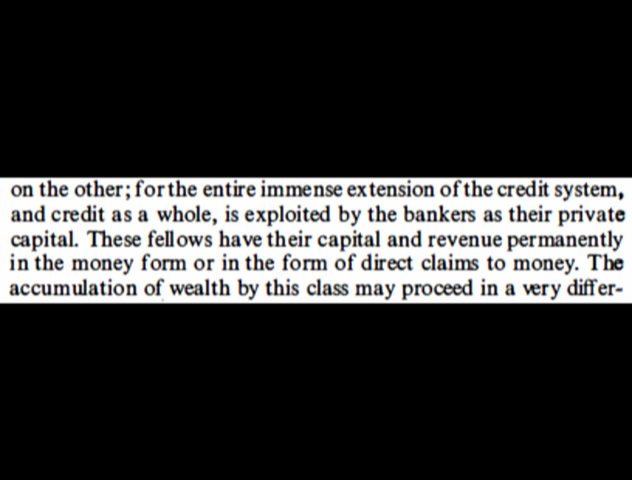 on the other; for the entire immense extension of the credit system,
and credit as a whole, is exploited by the bankers as their private
capital. These fellows have their capital and revenue permanently
in the money form or in the form of direct claims to money. The
accumulation of wealth by this class may proceed in a very differ-